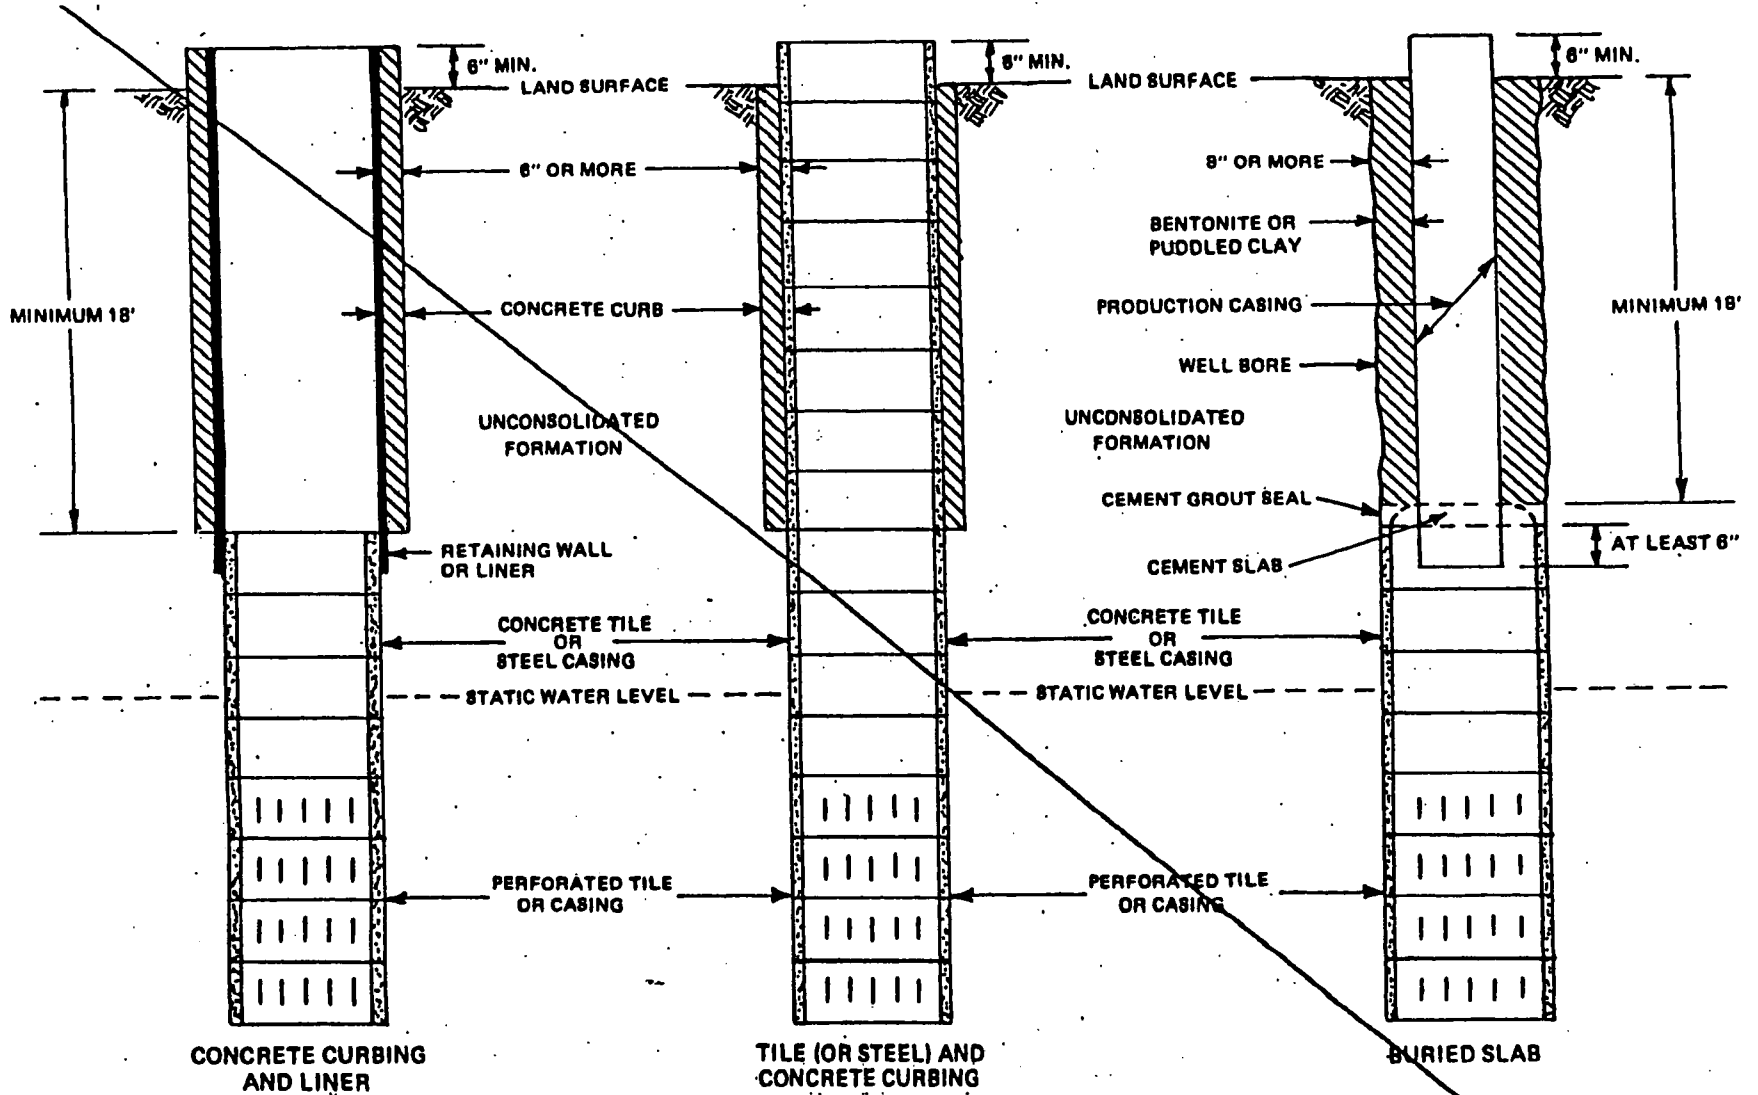 6" MIN.
6" MIN.
6" MIN.
LAND SURFACE
LAND SURFACE
6" OR MORE
8" OR MORE
BENTONITE OR
PUDDLED CLAY
MINIMUM 18'
CONCRETE CURB
PRODUCTION CASING
MINIMUM 18'
WELL BORE
UNCONSOLIDATED
FORMATION
UNCONSOLIDATED
FORMATION
CEMENT GROUT SEAL
RETAINING WALL
OR LINER
CEMENT SLAB
AT LEAST 6"
CONCRETE TILE
OR
STEEL CASING
CONCRETE TILE
OR
STEEL CASING
STATIC WATER LEVEL
STATIC WATER LEVEL
PERFORATED TILE
OR CASING
PERFORATED TILE
OR CASING
CONCRETE CURBING
AND LINER
TILE (OR STEEL) AND
CONCRETE CURBING
BURIED SLAB